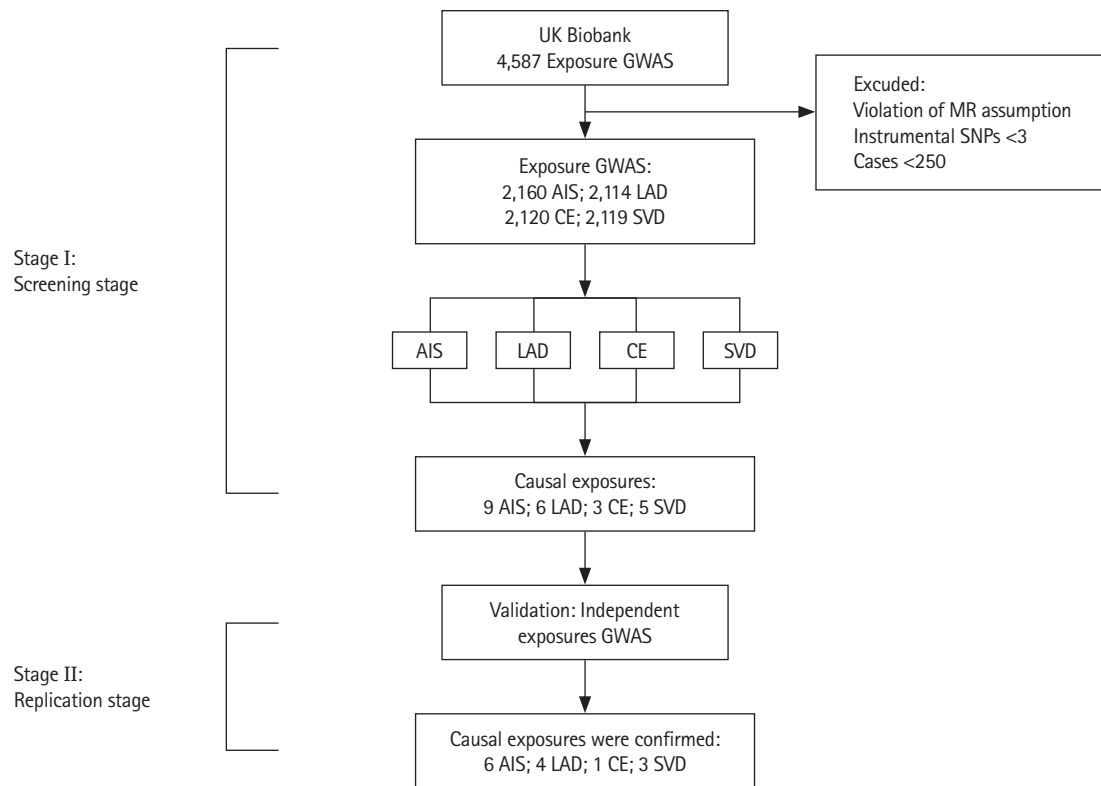 UK Biobank
4,587 Exposure GWAS
Excuded:
Violation of MR assumption
Instrumental SNPs <3
Cases <250
Exposure GWAS:
2,160 AIS; 2,114 LAD
2,120 CE; 2,119 SVD
Stage I:
Screening stage
AIS
LAD
CE
SVD
Causal exposures:
9 AIS; 6 LAD; 3 CE; 5 SVD
Validation: Independent
exposures GWAS
Stage II:
Replication stage
Causal exposures were confirmed:
6 AIS; 4 LAD; 1 CE; 3 SVD